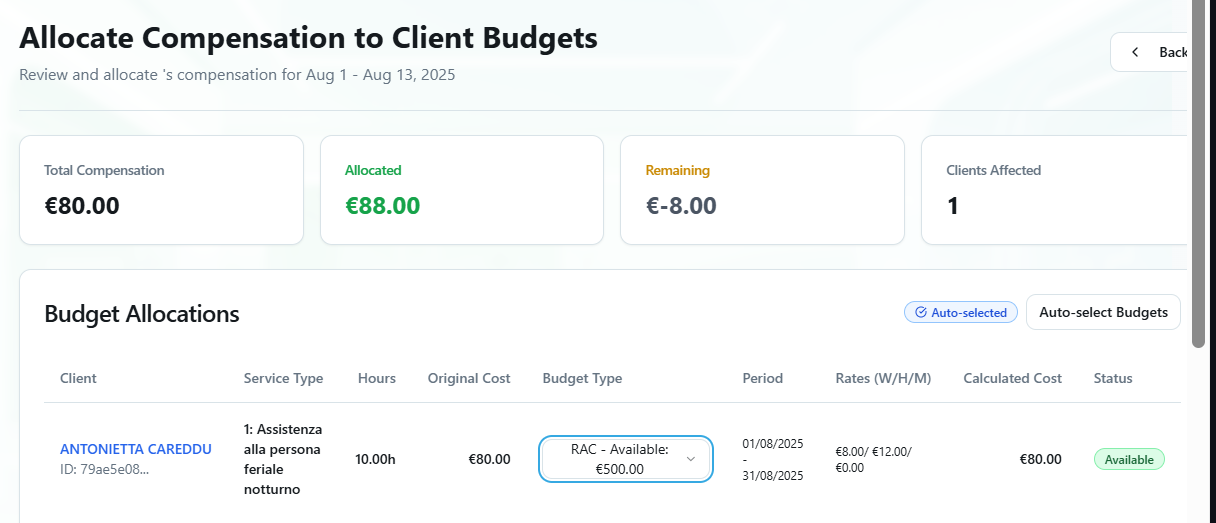 Allocate Compensation to Client Budgets
Back
Review and allocate 's compensation for Aug 1 - Aug 13, 2025
Total Compensation
€80.00
Allocated
€88.00
Remaining
€-8.00
Clients Affected
1
Budget Allocations
Auto-selected
Auto-select Budgets
Client Service Type Hours Original Cost Budget Type Period Rates (W/H/M) Calculated Cost Status
ANTONIETTA CAREDDU
ID: 79ae5e08...
1: Assistenza
alla persona
feriale
notturno
10.00h
€80.00
RAC - Available:
€500.00
01/08/2025
-
31/08/2025
€8.00/ €12.00/
€0.00
€80.00
Available